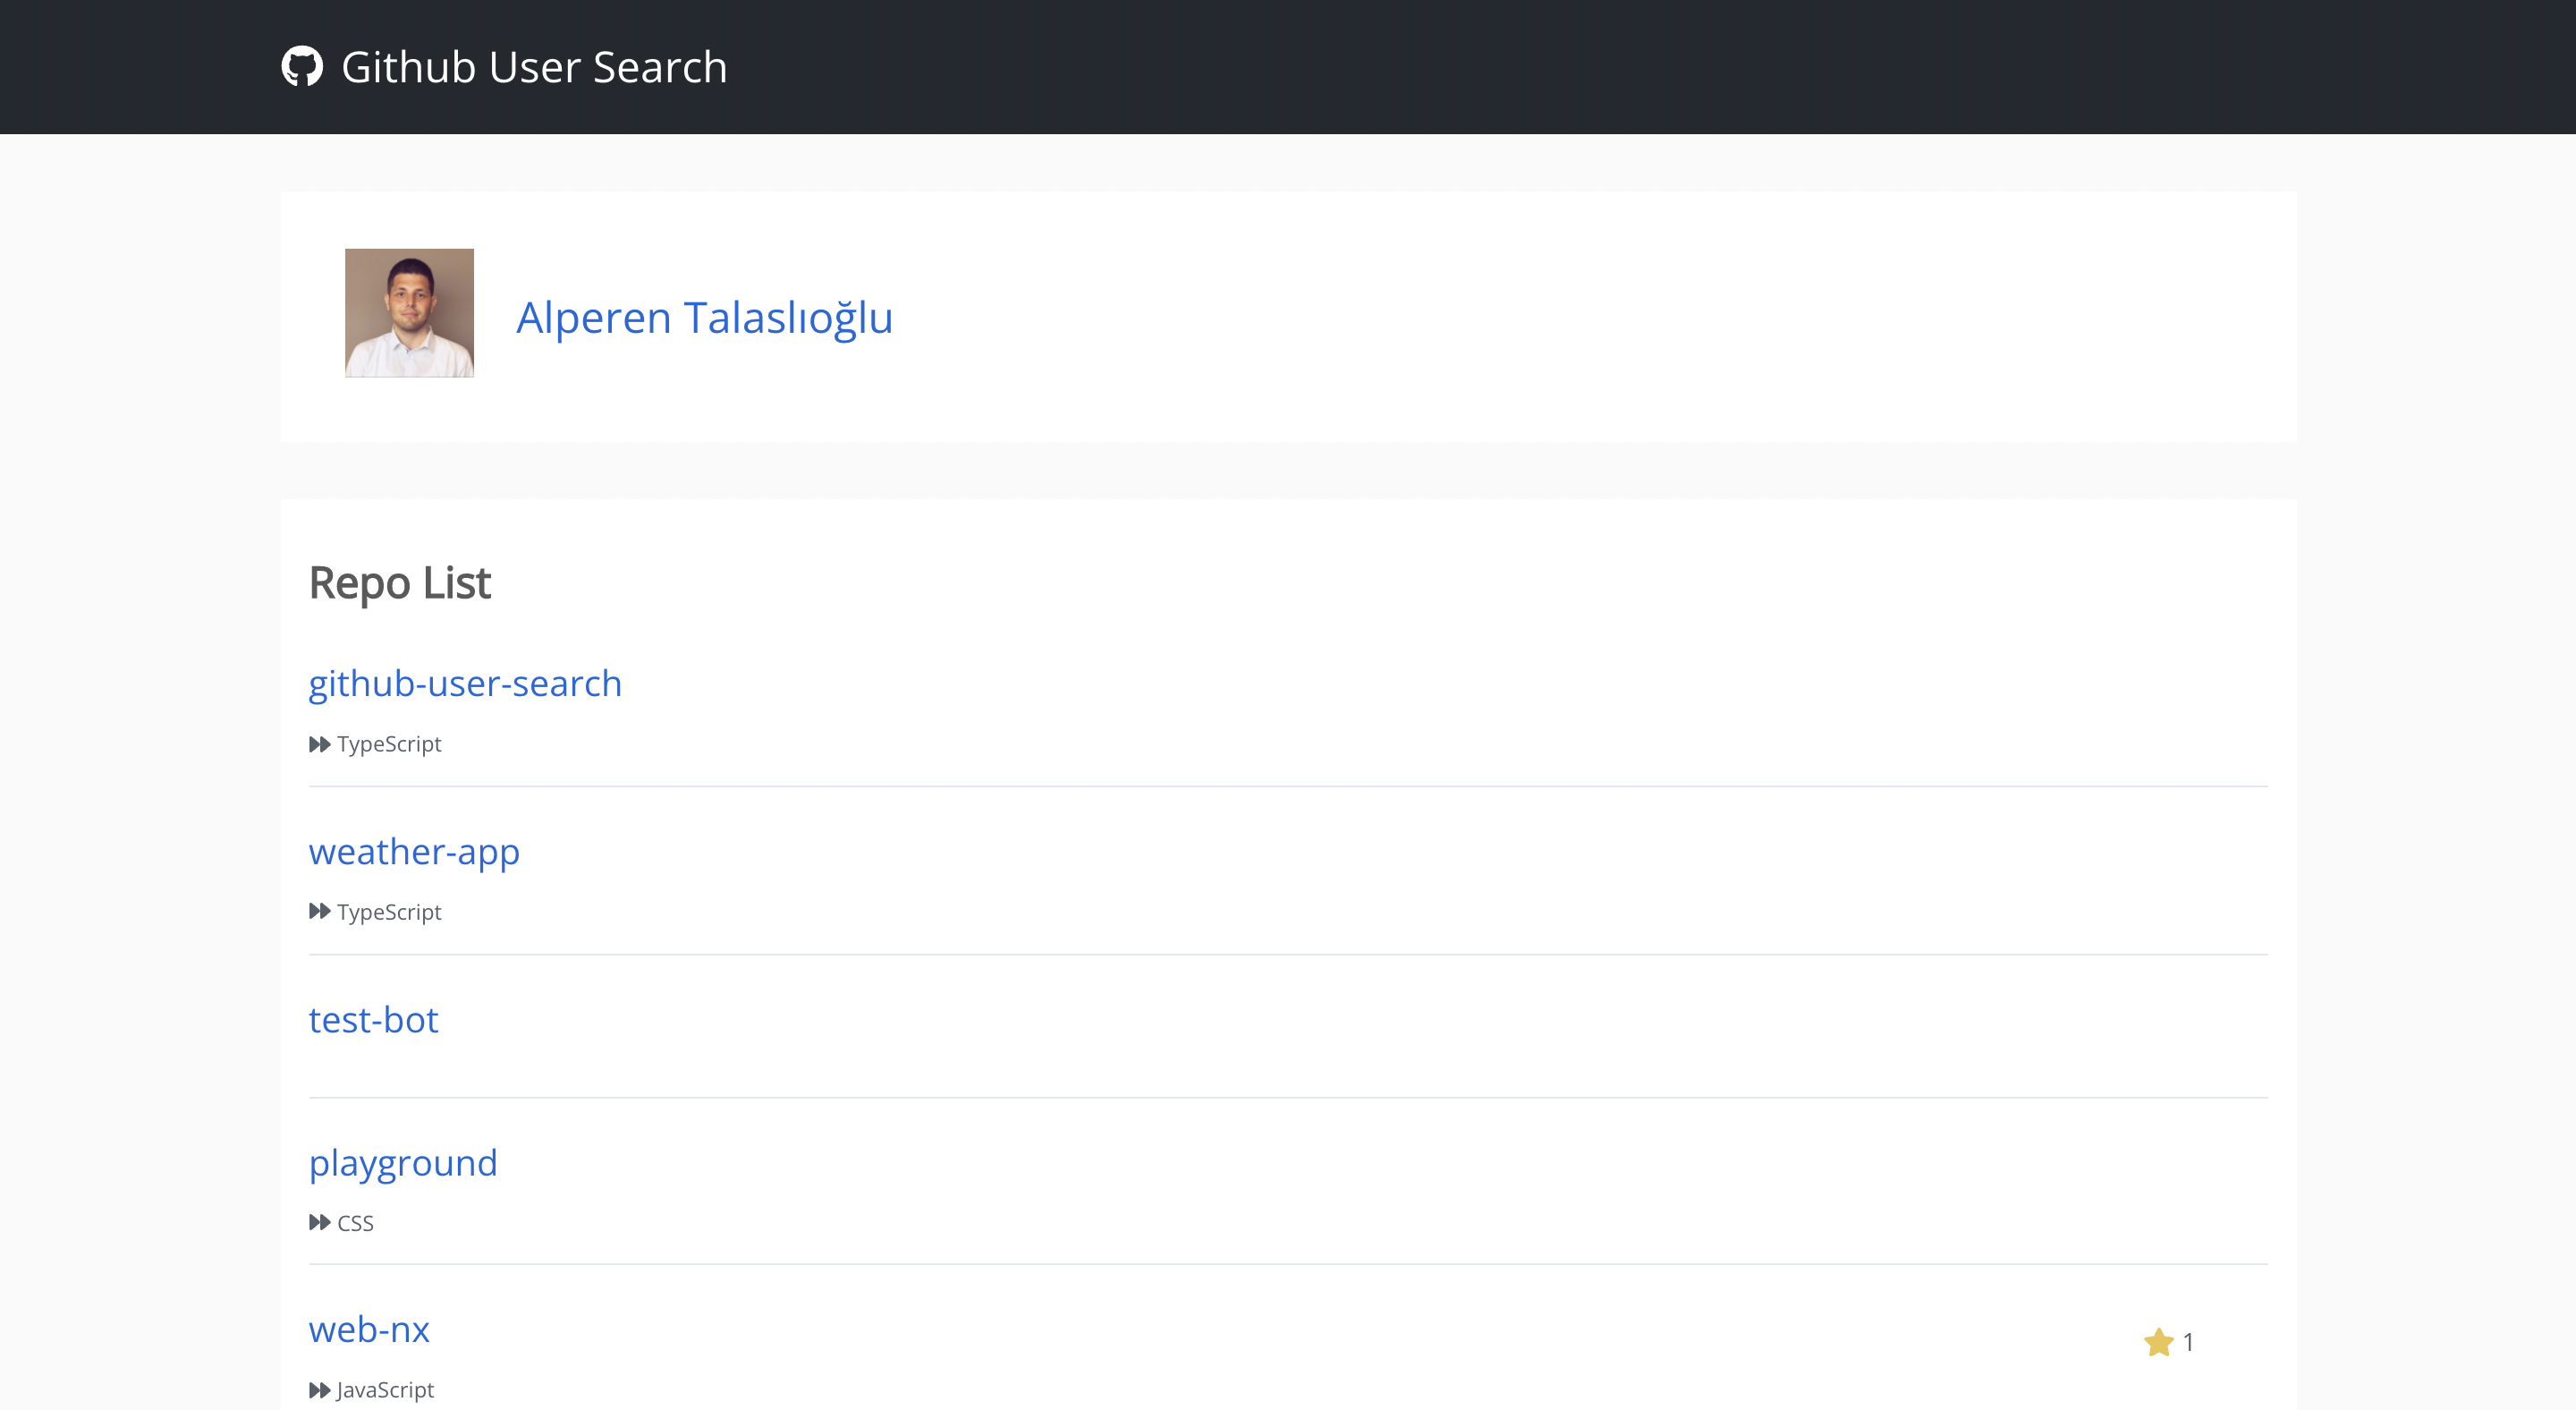 Github User Search
Alperen Talaslıoğlu
Repo List
github-user-search
TypeScript
weather-app
TypeScript
test-bot
playground
CSS
web-nx
1
JavaScript